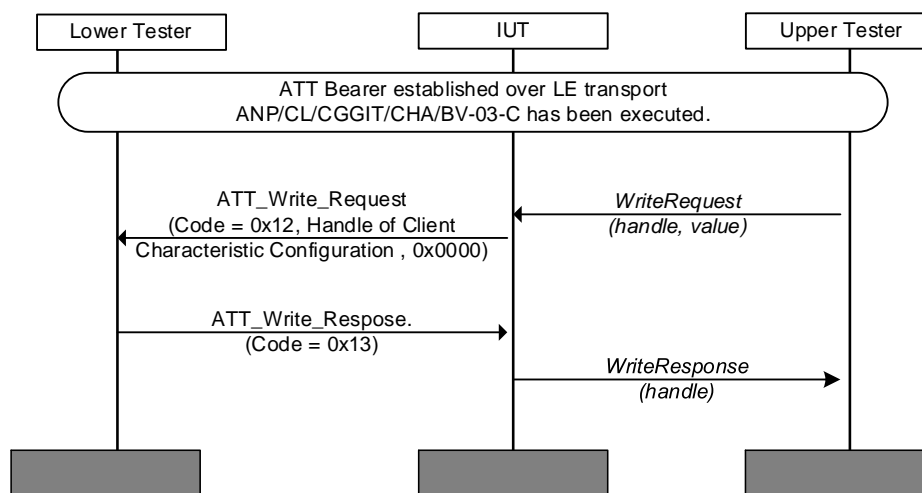 Lower Tester
IUT
Upper Tester
ATT Bearer established over LE transport
ANP/CL/CGGIT/CHA/BV-03-C has been executed.
ATT_Write_Request
(Code = 0x12, Handle of Client
Characteristic Configuration , 0x0000)
WriteRequest
(handle, value)
ATT_Write_Respose.
(Code = 0x13)
WriteResponse
(handle)